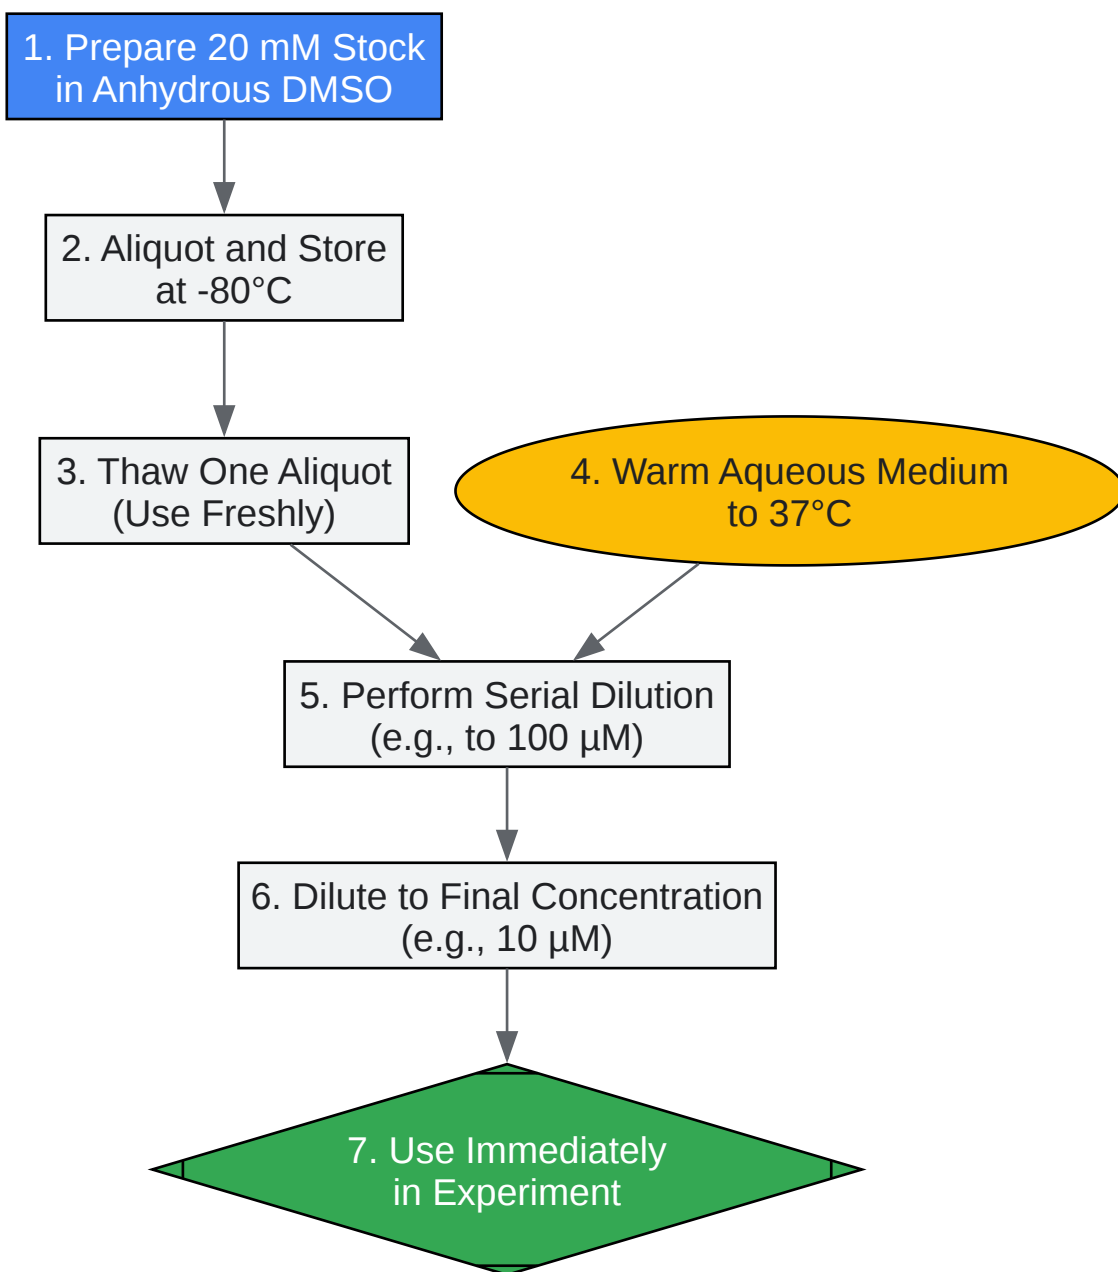 1. Prepare 20 mM Stock
in Anhydrous DMSO
2. Aliquot and Store
at -80°C
3. Thaw One Aliquot
(Use Freshly)
4. Warm Aqueous Medium
to 37°C
5. Perform Serial Dilution
(e.g., to 100 µM)
6. Dilute to Final Concentration
(e.g., 10 µM)
7. Use Immediately
in Experiment